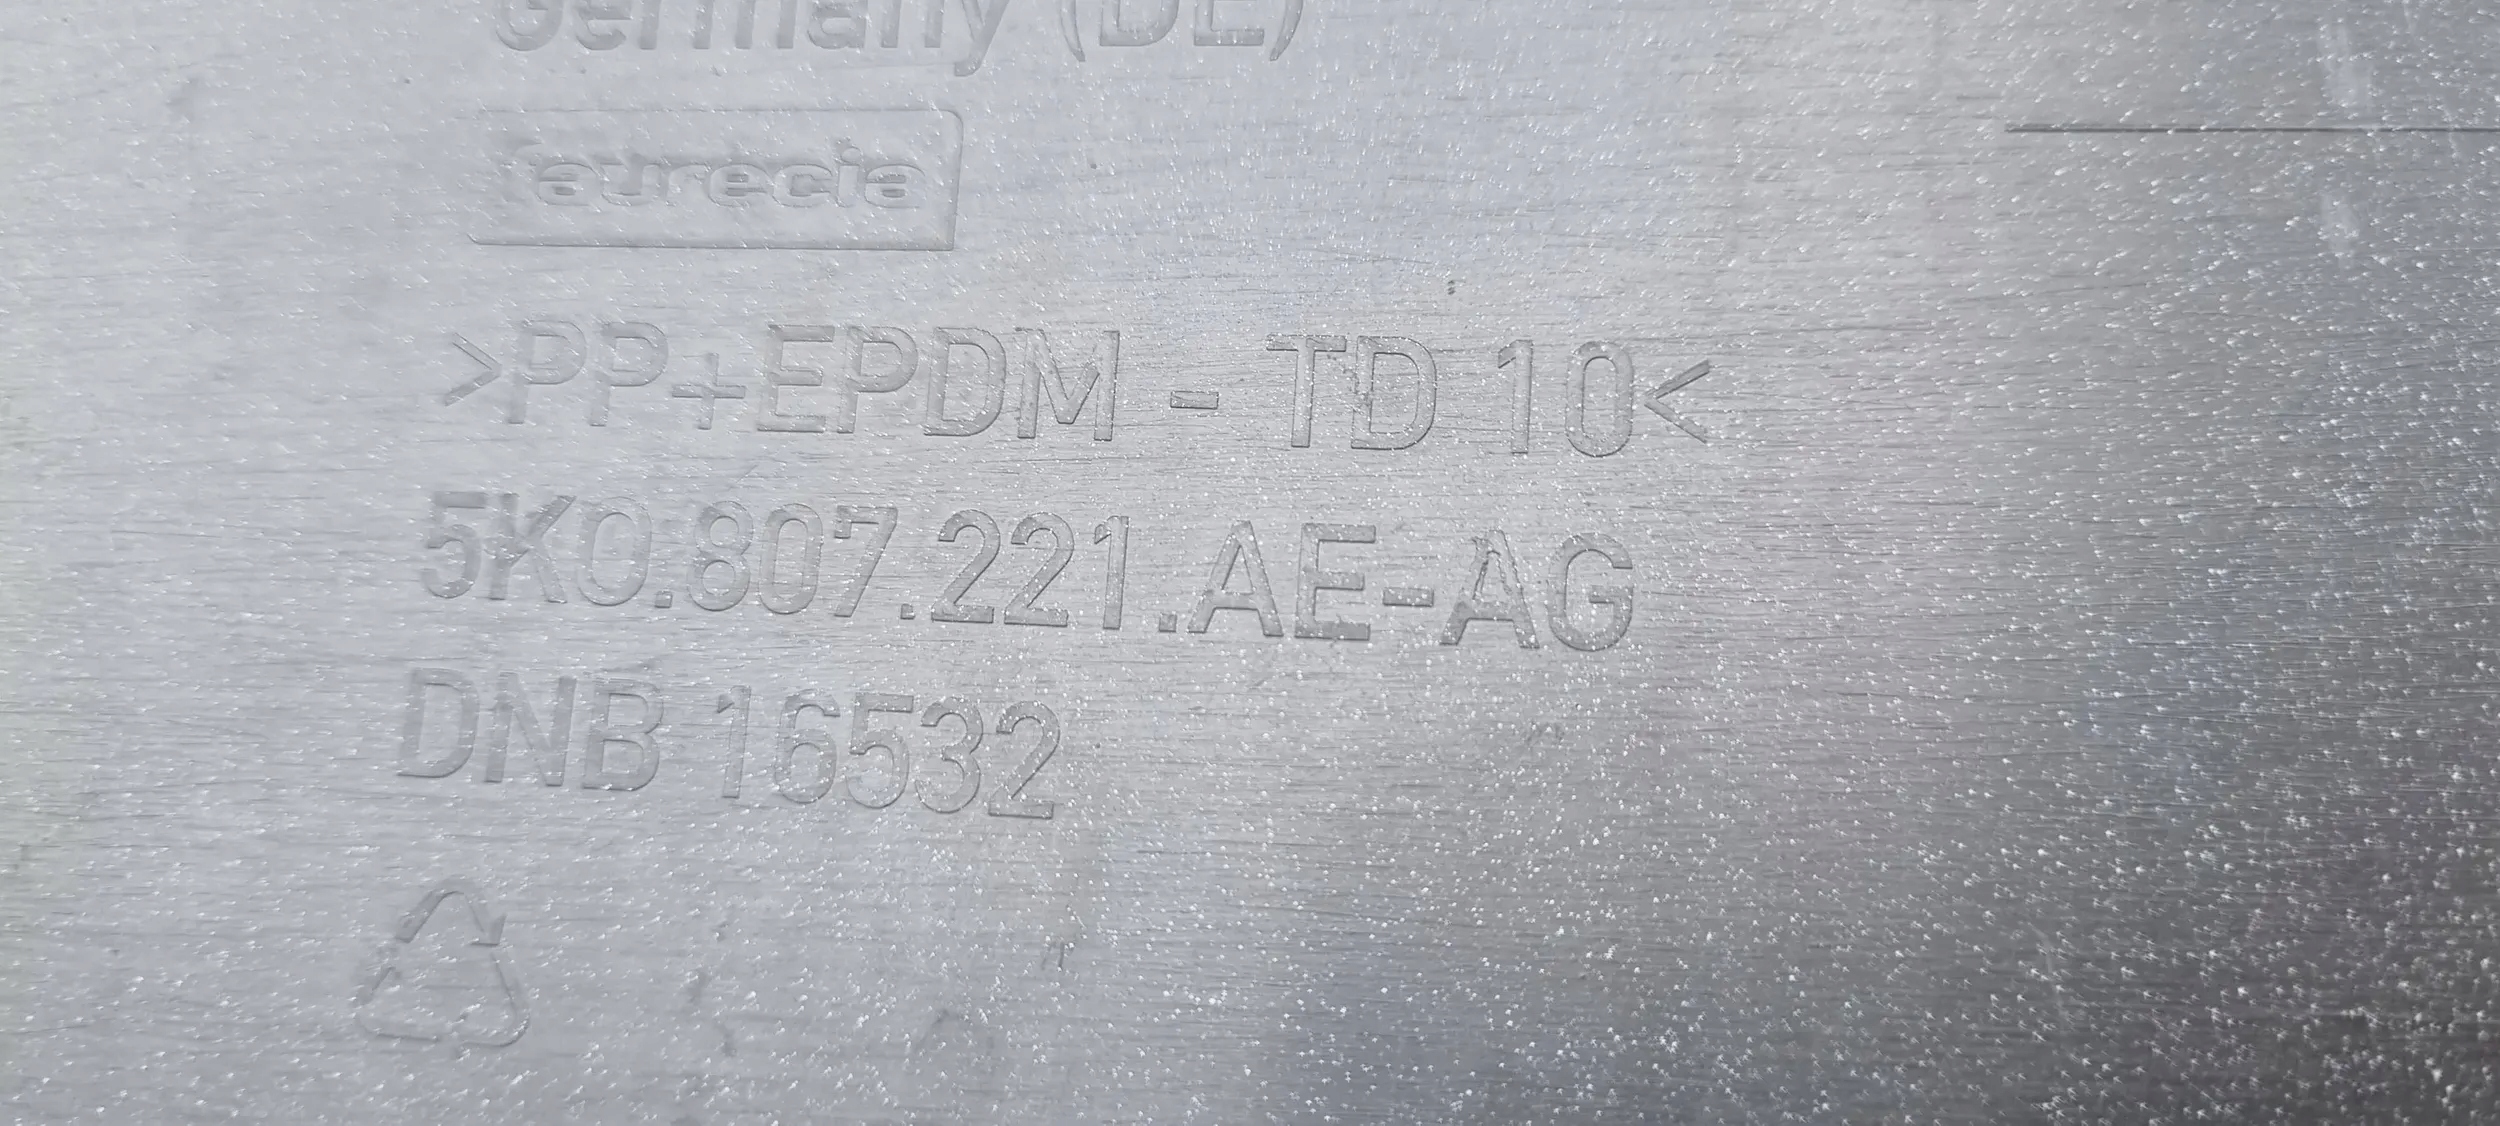 Germany (DE)
faurecia
>PP+EPDM - TD 10<
5K0.807.221.AE-AG
DNB 16532